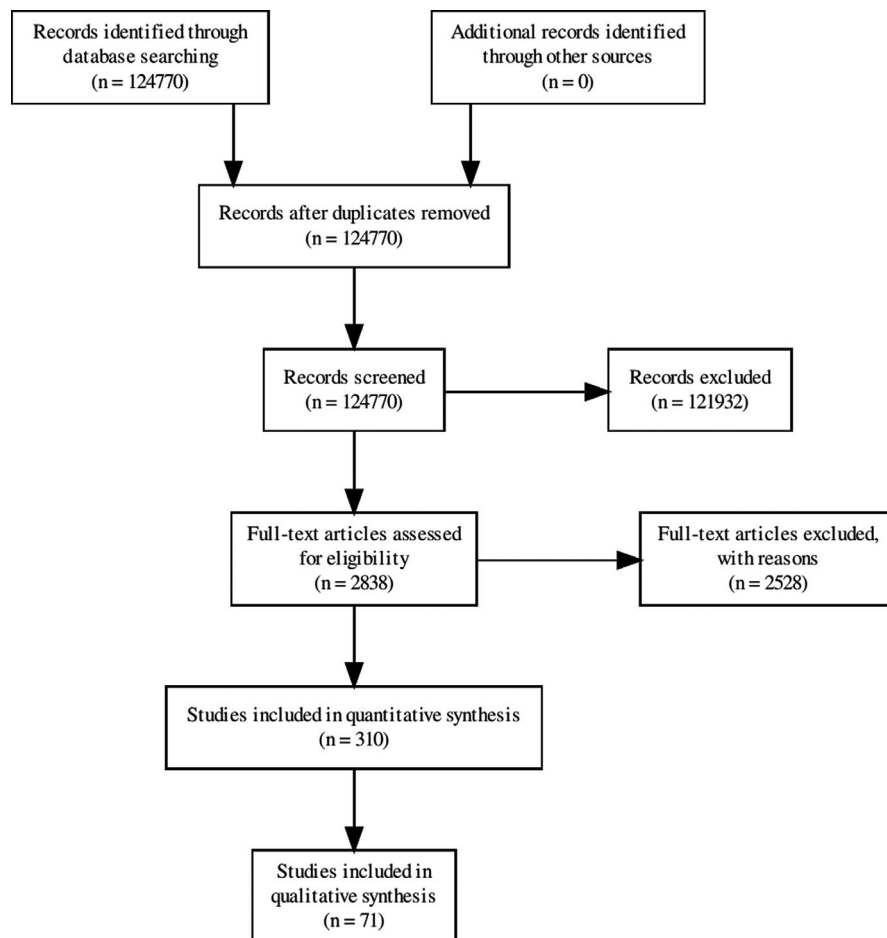 Records identified through
database searching
(n = 124770)
Additional records identified
through other sources
(n = 0)
Records after duplicates removed
(n = 124770)
Records screened
(n = 124770)
Records excluded
(n = 121932)
Full-text articles assessed
for eligibility
(n = 2838)
Full-text articles excluded,
with reasons
(n = 2528)
Studies included in quantitative synthesis
(n = 310)
Studies included in
qualitative synthesis
(n = 71)